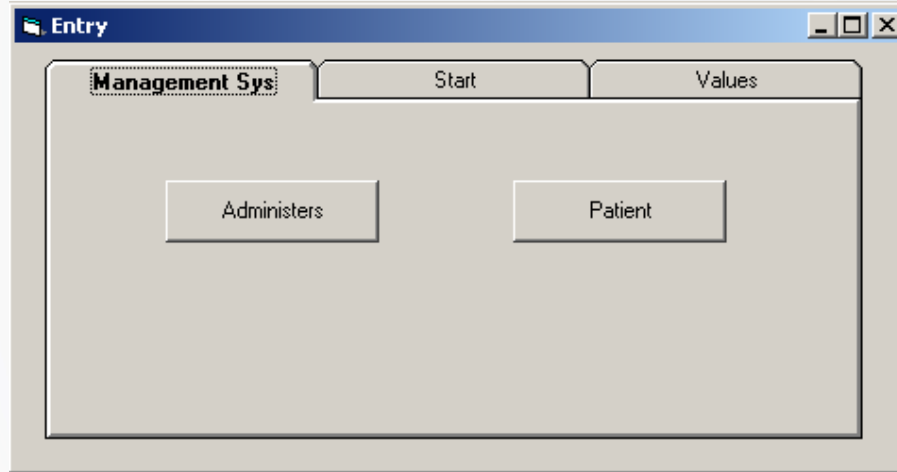 Entry
Management Sys
Start
Values
Administers
Patient